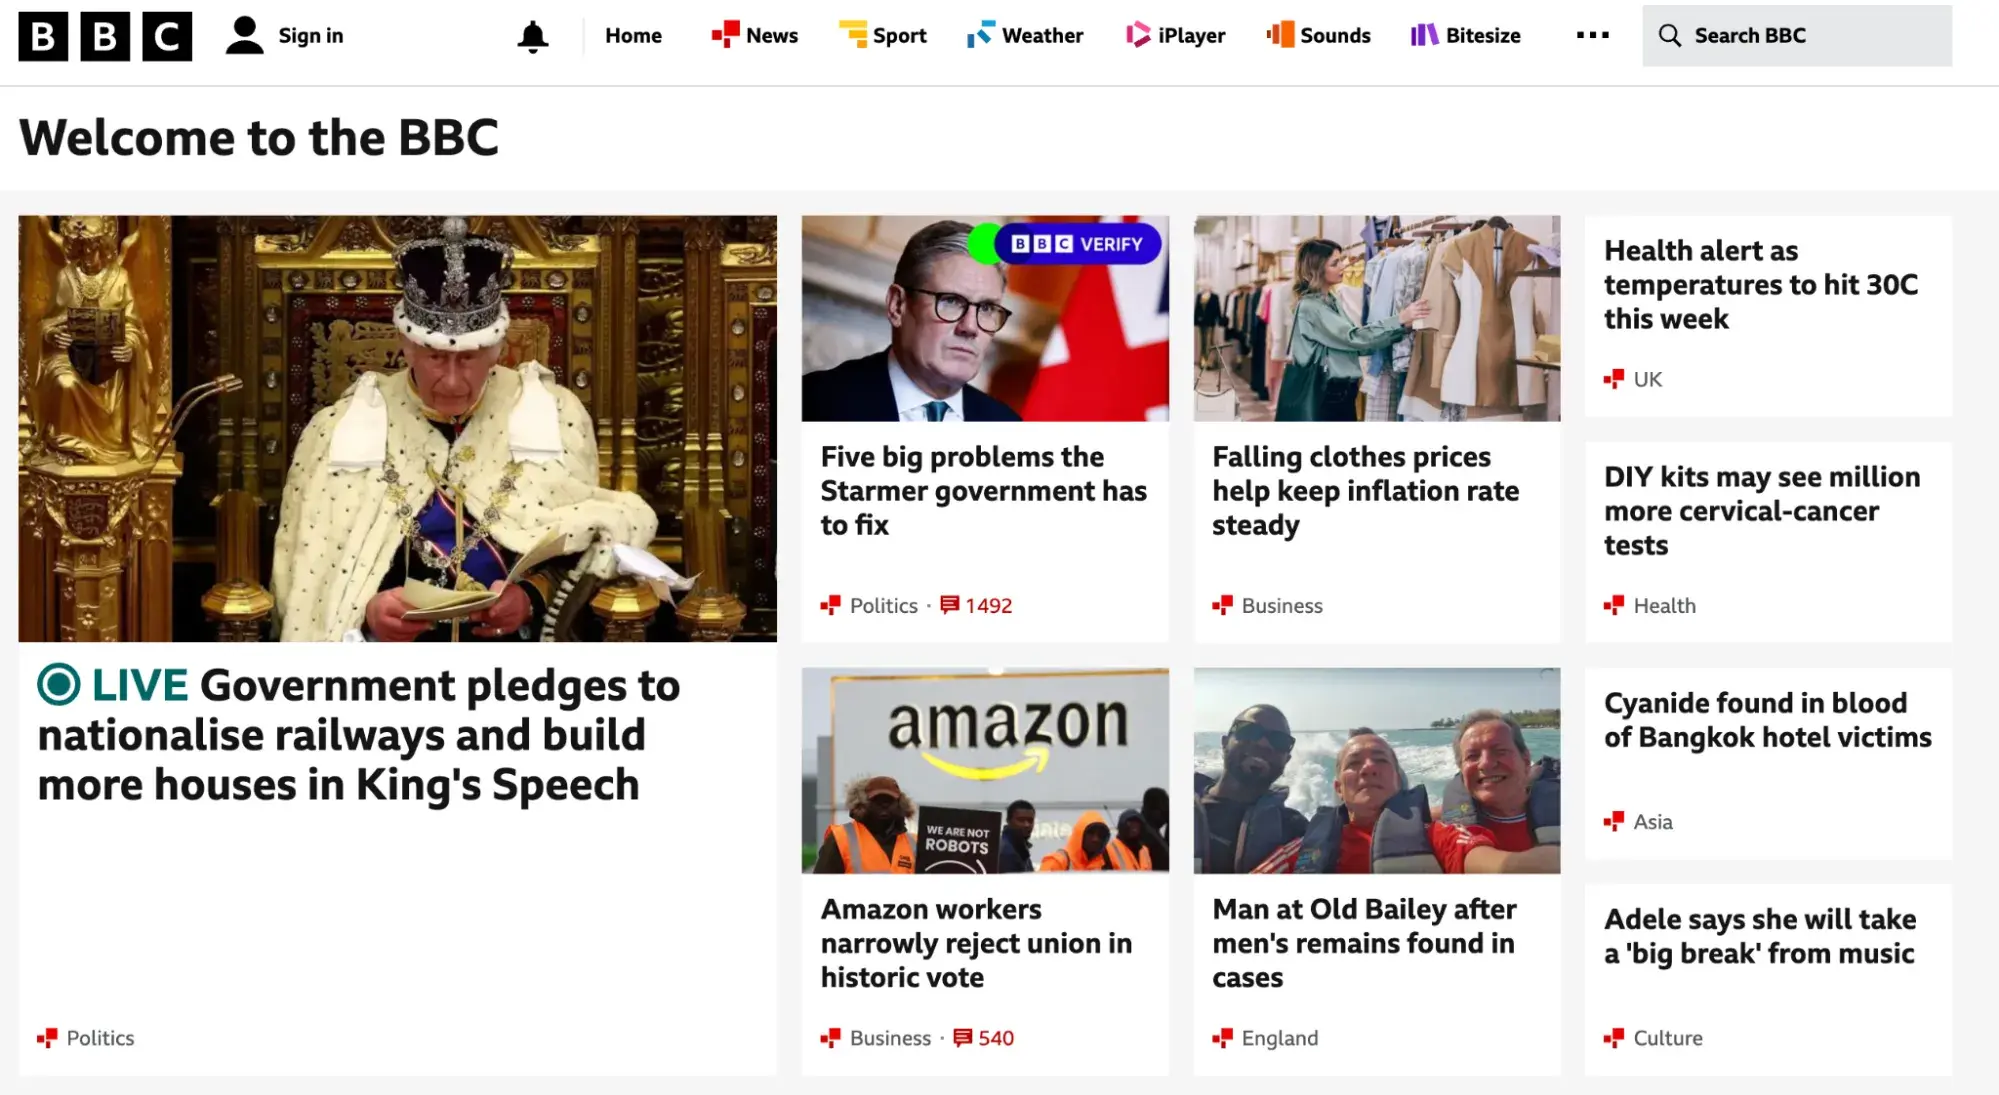 BBC
Sign in
Home
News
Sport
Weather
iPlayer
Sounds
Bitesize
Search BBC
Welcome to the BBC
LIVE Government pledges to
nationalise railways and build
more houses in King's Speech
Politics
BBC VERIFY
Five big problems the
Starmer government has
to fix
Politics · 1492
Falling clothes prices
help keep inflation rate
steady
Business
Health alert as
temperatures to hit 30C
this week
UK
DIY kits may see million
more cervical-cancer
tests
Health
amazon
WE ARE NOT
ROBOTS
Amazon workers
narrowly reject union in
historic vote
Business · 540
Man at Old Bailey after
men's remains found in
cases
England
Cyanide found in blood
of Bangkok hotel victims
Asia
Adele says she will take
a 'big break' from music
Culture